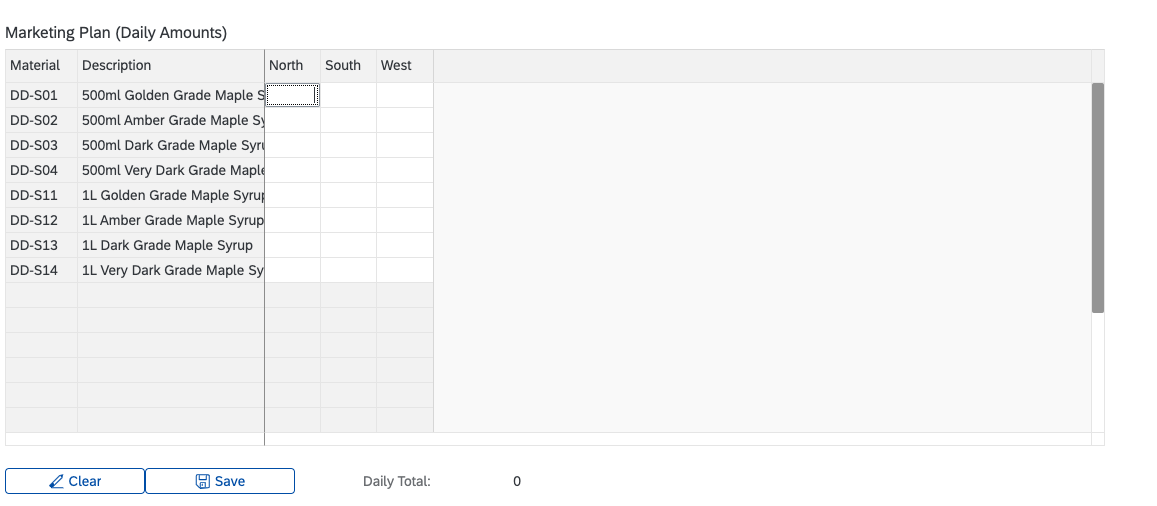 Marketing Plan (Daily Amounts)
Material Description North South West
DD-S01 500ml Golden Grade Maple S
DD-S02 500ml Amber Grade Maple Sy
DD-S03 500ml Dark Grade Maple Syru
DD-S04 500ml Very Dark Grade Maple
DD-S11 1L Golden Grade Maple Syrup
DD-S12 1L Amber Grade Maple Syrup
DD-S13 1L Dark Grade Maple Syrup
DD-S14 1L Very Dark Grade Maple Sy
Clear Save Daily Total: 0